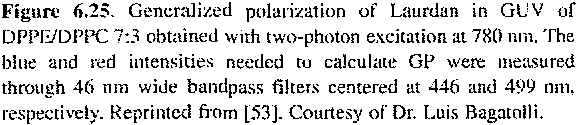 Figure 6.25. Generalized polarization of Laurdan in GUV of
DPPE/DPPC 7:3 obtained with two-photon excitation at 780 nm. The
blue and red intensities needed to calculate GP were measured
through 46 nm wide bandpass filters centered at 446 and 499 nm,
respectively. Reprinted from [53]. Courtesy of Dr. Luis Bagatolli.